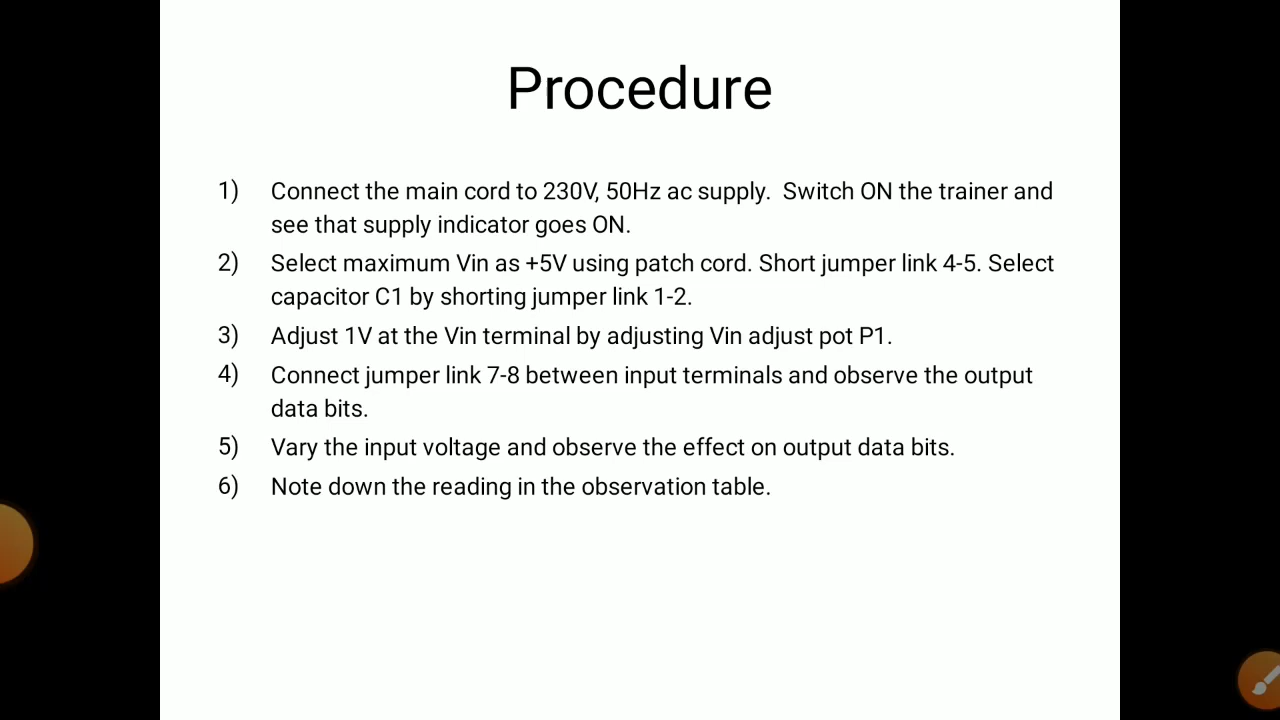 Procedure
1) Connect the main cord to 230V, 50Hz ac supply.  Switch ON the trainer and
see that supply indicator goes ON.
2) Select maximum Vin as +5V using patch cord. Short jumper link 4-5. Select
capacitor C1 by shorting jumper link 1-2.
3) Adjust 1V at the Vin terminal by adjusting Vin adjust pot P1.
4) Connect jumper link 7-8 between input terminals and observe the output
data bits.
5) Vary the input voltage and observe the effect on output data bits.
6) Note down the reading in the observation table.